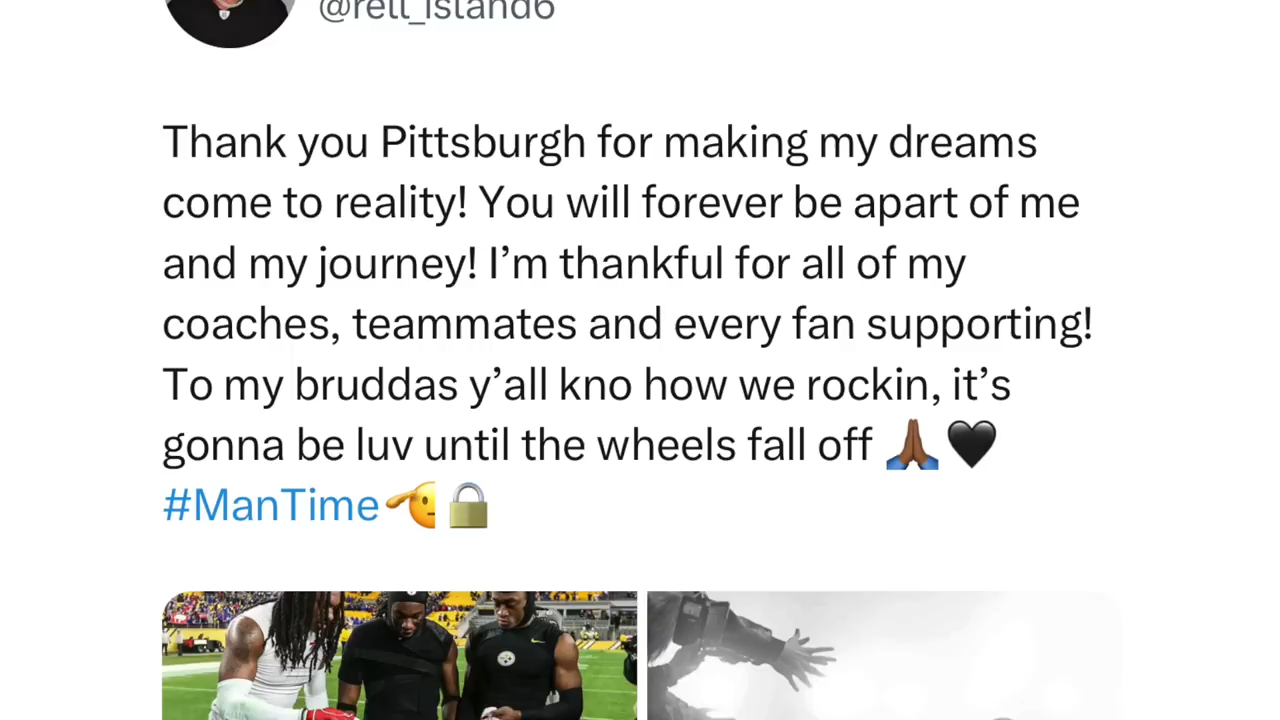 @rett_island6
Thank you Pittsburgh for making my dreams
come to reality! You will forever be apart of me
and my journey! I’m thankful for all of my
coaches, teammates and every fan supporting!
To my bruddas y’all kno how we rockin, it’s
gonna be luv until the wheels fall off 🙏🏾🖤
#ManTime🫡🔒